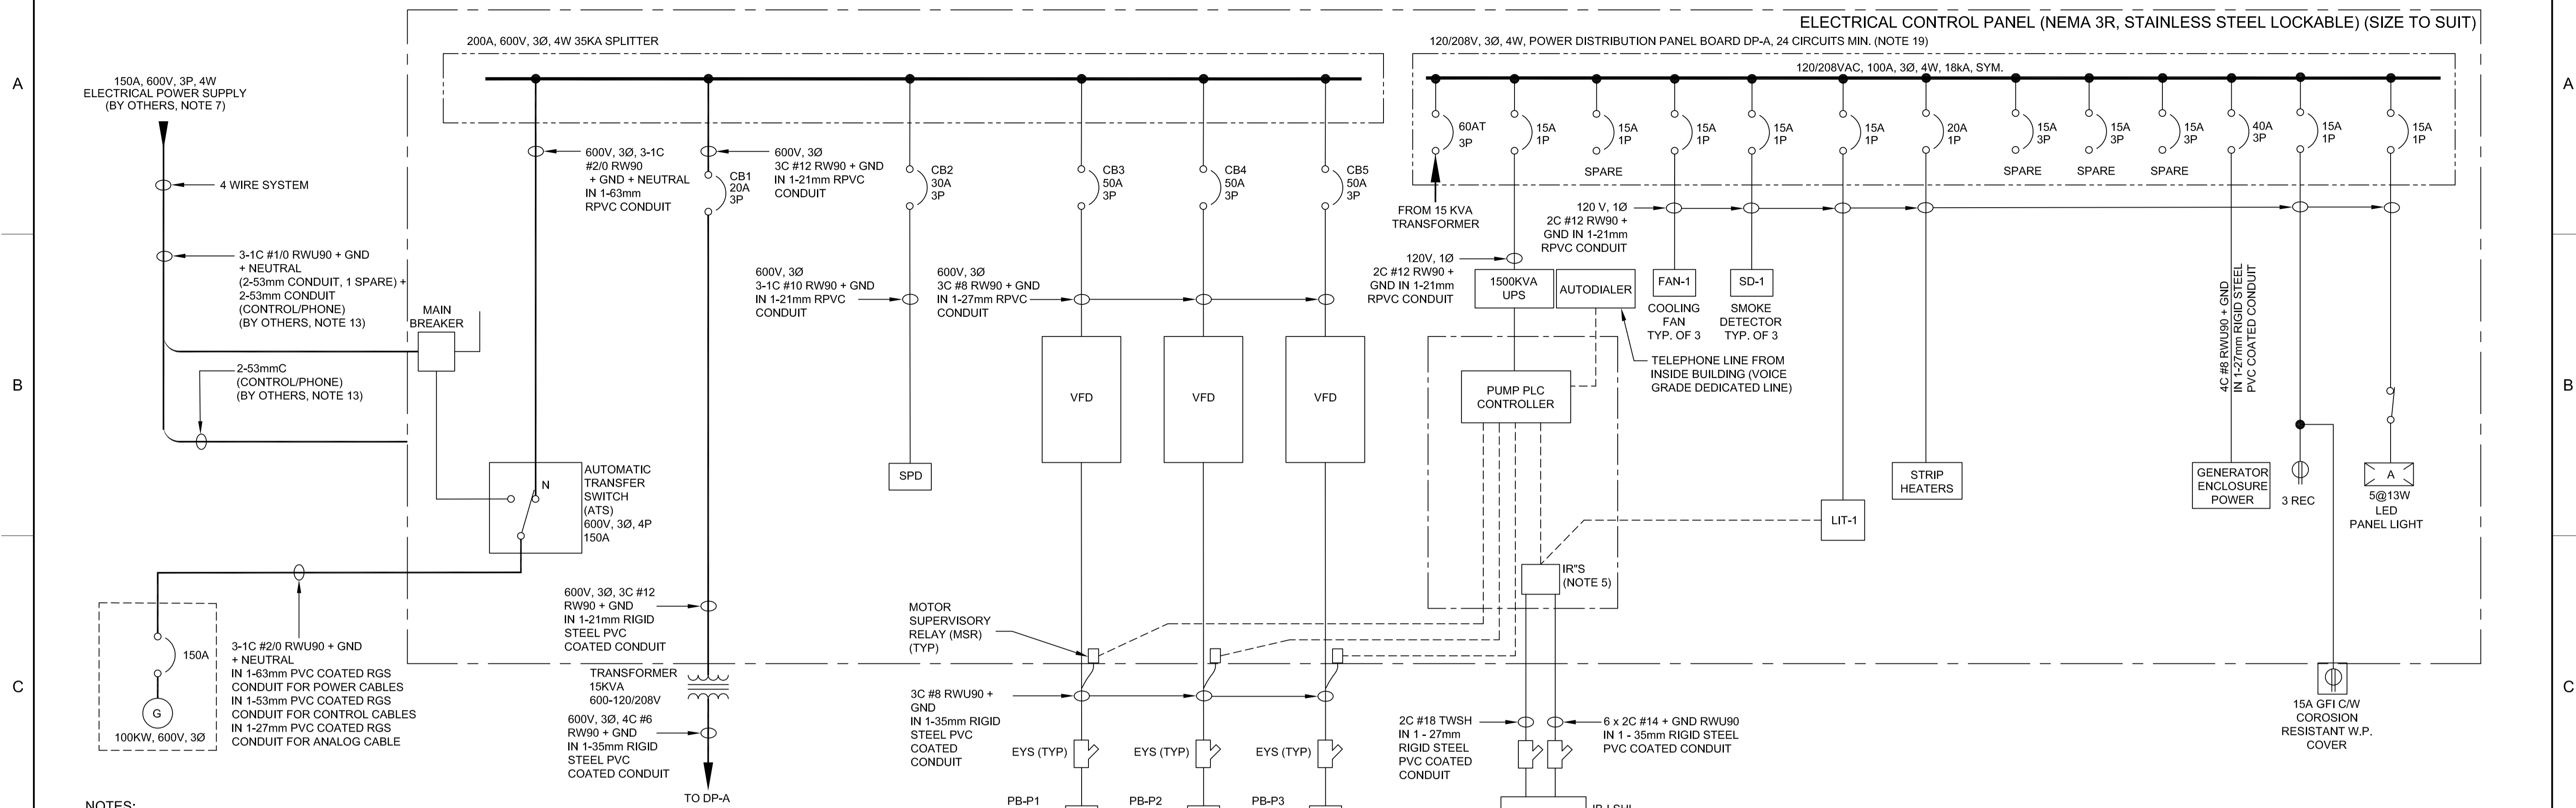 ELECTRICAL CONTROL PANEL (NEMA 3R, STAINLESS STEEL LOCKABLE) (SIZE TO SUIT)
200A, 600V, 3Ø, 4W 35KA SPLITTER
120/208V, 3Ø, 4W, POWER DISTRIBUTION PANEL BOARD DP-A, 24 CIRCUITS MIN. (NOTE 19)
120/208VAC, 100A, 3Ø, 4W, 18kA, SYM.
A
A
150A, 600V, 3P, 4W
ELECTRICAL POWER SUPPLY
(BY OTHERS, NOTE 7)
4 WIRE SYSTEM
600V, 3Ø, 3-1C
#2/0 RW90
+ GND + NEUTRAL
IN 1-63mm
RPVC CONDUIT
CB1
20A
3P
600V, 3Ø
3C #12 RW90 + GND
IN 1-21mm RPVC
CONDUIT
CB2
30A
3P
CB3
50A
3P
CB4
50A
3P
CB5
50A
3P
60AT
3P
15A
1P
15A
1P
SPARE
15A
1P
15A
1P
15A
1P
20A
1P
15A
3P
SPARE
15A
3P
SPARE
15A
3P
SPARE
40A
3P
15A
1P
15A
1P
FROM 15 KVA
TRANSFORMER
120 V, 1Ø
2C #12 RW90 +
GND IN 1-21mm
RPVC CONDUIT
3-1C #1/0 RWU90 + GND
+ NEUTRAL
(2-53mm CONDUIT, 1 SPARE) +
2-53mm CONDUIT
(CONTROL/PHONE)
(BY OTHERS, NOTE 13)
MAIN
BREAKER
600V, 3Ø
3-1C #10 RW90 + GND
IN 1-21mm RPVC
CONDUIT
600V, 3Ø
3C #8 RW90 + GND
IN 1-27mm RPVC
CONDUIT
120V, 1Ø
2C #12 RW90 +
GND IN 1-21mm
RPVC CONDUIT
1500KVA
UPS
AUTODIALER
FAN-1
COOLING
FAN
TYP. OF 3
SD-1
SMOKE
DETECTOR
TYP. OF 3
4C #8 RWU90 + GND
IN 1-27mm RIGID STEEL
PVC COATED CONDUIT
B
B
2-53mmC
(CONTROL/PHONE)
(BY OTHERS, NOTE 13)
TELEPHONE LINE FROM
INSIDE BUILDING (VOICE
GRADE DEDICATED LINE)
VFD
VFD
VFD
PUMP PLC
CONTROLLER
AUTOMATIC
TRANSFER
SWITCH
(ATS)
600V, 3Ø, 4P
150A
N
SPD
STRIP
HEATERS
GENERATOR
ENCLOSURE
POWER
3 REC
A
5@13W
LED
PANEL LIGHT
LIT-1
IR"S
(NOTE 5)
600V, 3Ø, 3C #12
RW90 + GND
IN 1-21mm RIGID
STEEL PVC
COATED CONDUIT
MOTOR
SUPERVISORY
RELAY (MSR)
(TYP)
C
C
150A
G
100KW, 600V, 3Ø
3-1C #2/0 RWU90 + GND
+ NEUTRAL
IN 1-63mm PVC COATED RGS
CONDUIT FOR POWER CABLES
IN 1-53mm PVC COATED RGS
CONDUIT FOR CONTROL CABLES
IN 1-27mm PVC COATED RGS
CONDUIT FOR ANALOG CABLE
TRANSFORMER
15KVA
600-120/208V
600V, 3Ø, 4C #6
RW90 + GND
IN 1-35mm RIGID
STEEL PVC
COATED CONDUIT
TO DP-A
3C #8 RWU90 +
GND
IN 1-35mm RIGID
STEEL PVC
COATED
CONDUIT
EYS (TYP)
EYS (TYP)
EYS (TYP)
2C #18 TWSH
IN 1 - 27mm
RIGID STEEL
PVC COATED
CONDUIT
6 x 2C #14 + GND RWU90
IN 1 - 35mm RIGID STEEL
PVC COATED CONDUIT
15A GFI C/W
COROSION
RESISTANT W.P.
COVER
PB-P1
PB-P2
PB-P3
NOTES: